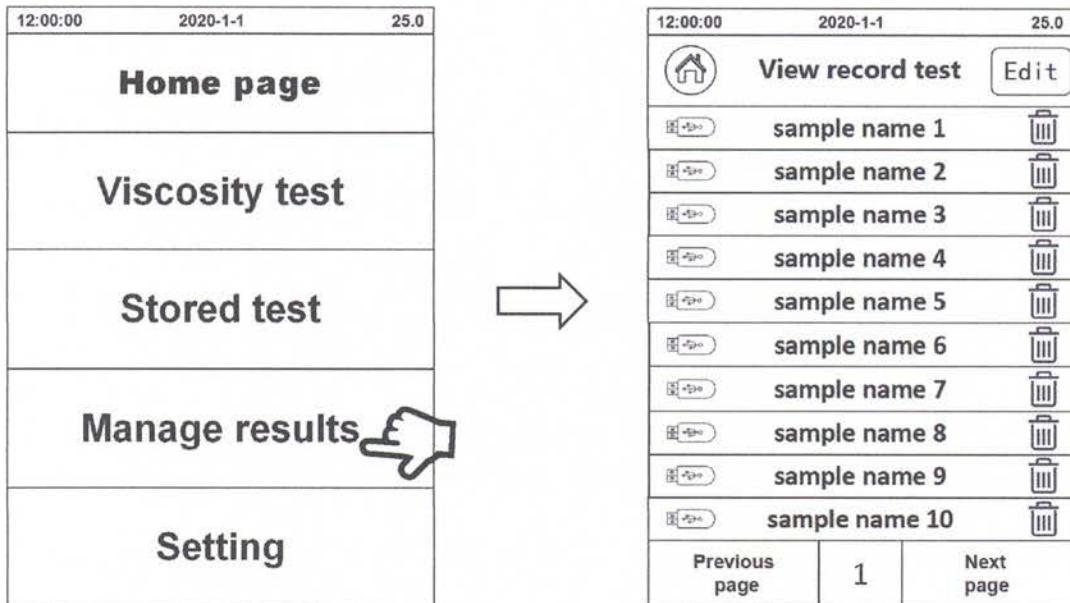 12:00:00 2020-1-1 25.0
Home page
Viscosity test
Stored test
Manage results
Setting
12:00:00 2020-1-1 25.0
View record test Edit
sample name 1
sample name 2
sample name 3
sample name 4
sample name 5
sample name 6
sample name 7
sample name 8
sample name 9
sample name 10
Previous
page
1
Next
page